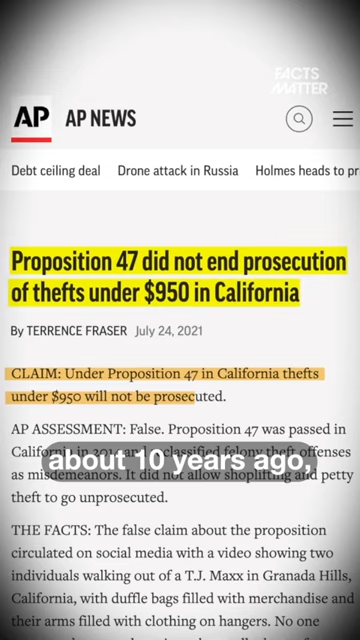 FACTS
MATTER
AP AP NEWS
Debt ceiling deal Drone attack in Russia Holmes heads to pr
Proposition 47 did not end prosecution
of thefts under $950 in California
By TERRENCE FRASER July 24, 2021
CLAIM: Under Proposition 47 in California thefts
under $950 will not be prosecuted.
AP ASSESSMENT: False. Proposition 47 was passed in
California in and reclassified felony theft offenses
about 10 years ago,
as misdemeanors. It did not allow shoplifting and petty
theft to go unprosecuted.
THE FACTS: The false claim about the proposition
circulated on social media with a video showing two
individuals walking out of a T.J. Maxx in Granada Hills,
California, with duffle bags filled with merchandise and
their arms filled with clothing on hangers. No one